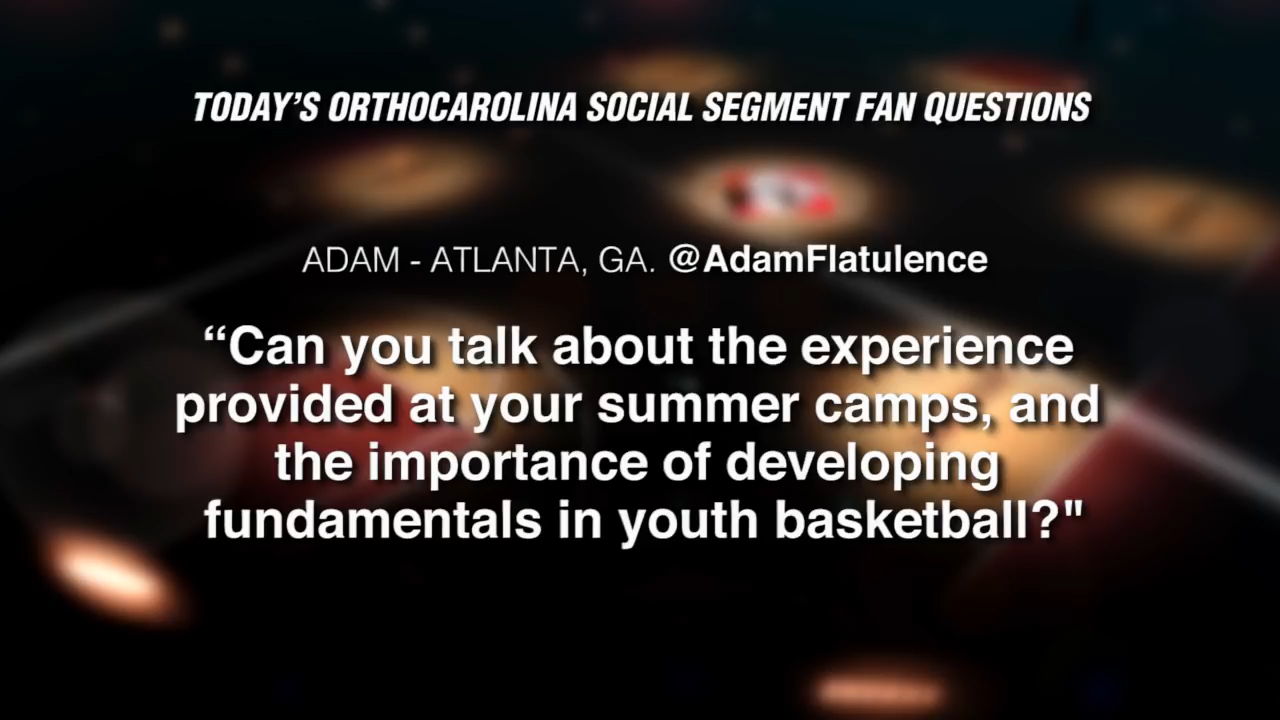 TODAY'S ORTHOCAROLINA SOCIAL SEGMENT FAN QUESTIONS
ADAM - ATLANTA, GA. @AdamFlatulence
“Can you talk about the experience
provided at your summer camps, and
the importance of developing
fundamentals in youth basketball?"